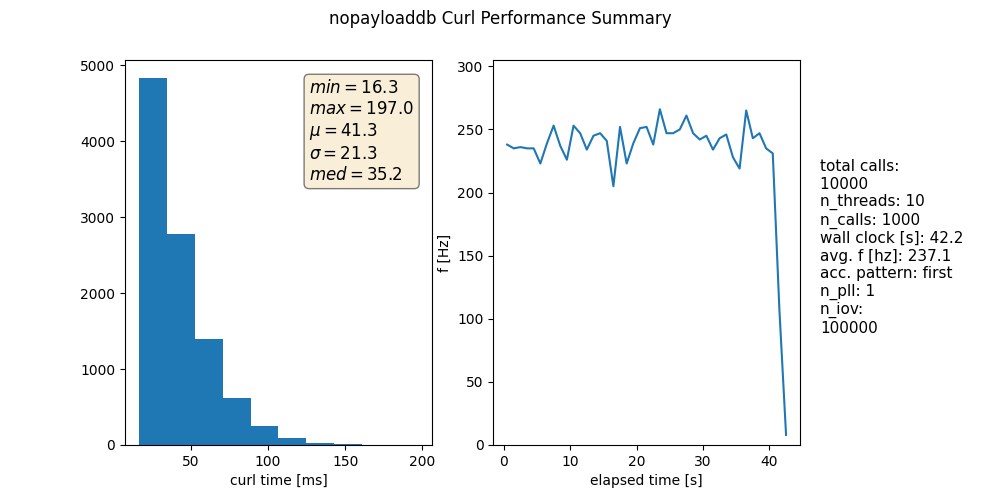 nopayloaddb Curl Performance Summary
5000
4000
3000
2000
1000
0
50
100
150
200
curl time [ms]
min = 16.3
max = 197.0
μ = 41.3
σ = 21.3
med = 35.2
300
250
200
150
100
50
0
f [Hz]
0
10
20
30
40
elapsed time [s]
total calls:
10000
n_threads: 10
n_calls: 1000
wall clock [s]: 42.2
avg. f [hz]: 237.1
acc. pattern: first
n_pll: 1
n_iov:
100000